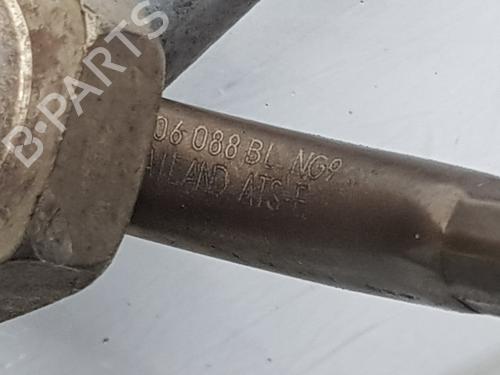 B-PARTS
06 088 BL NG9
AILAND ATS-F